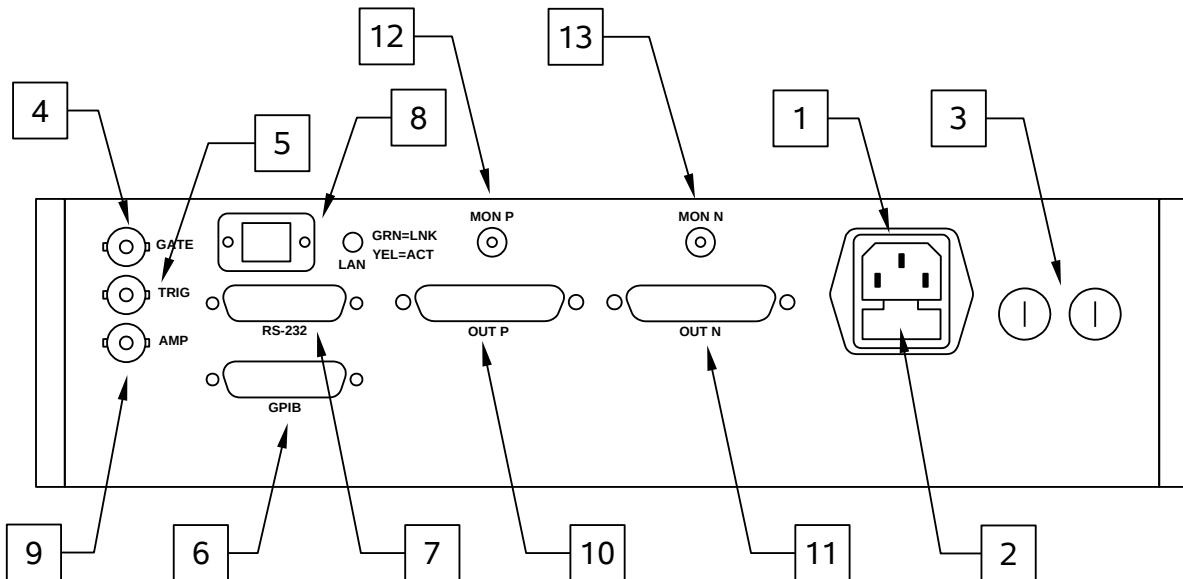 12
13
4
5
8
1
3
MON P
MON N
GATE
GRN=LNK
YEL=ACT
LAN
TRIG
RS-232
OUT P
OUT N
AMP
GPIB
9
6
7
10
11
2